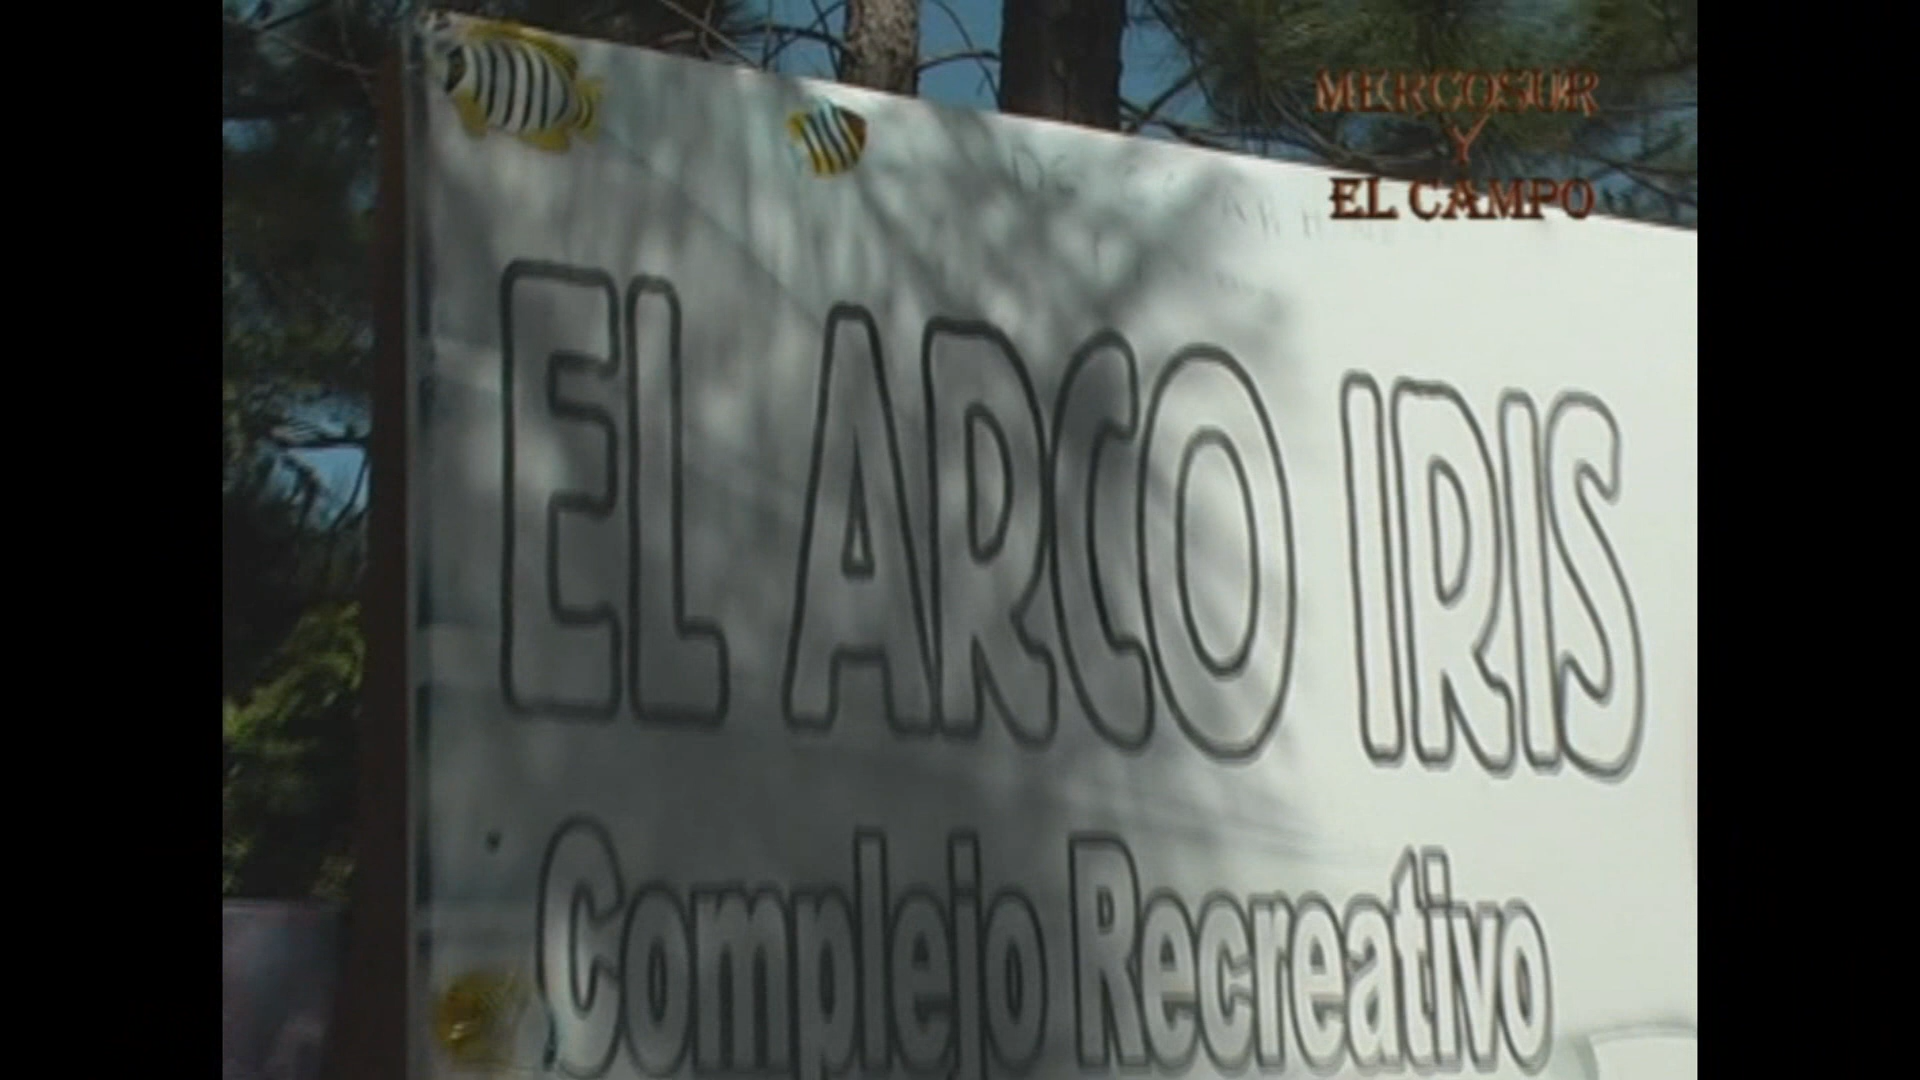 MERCOSUR
Y
EL CAMPO
EL ARCO IRIS
Complejo Recreativo